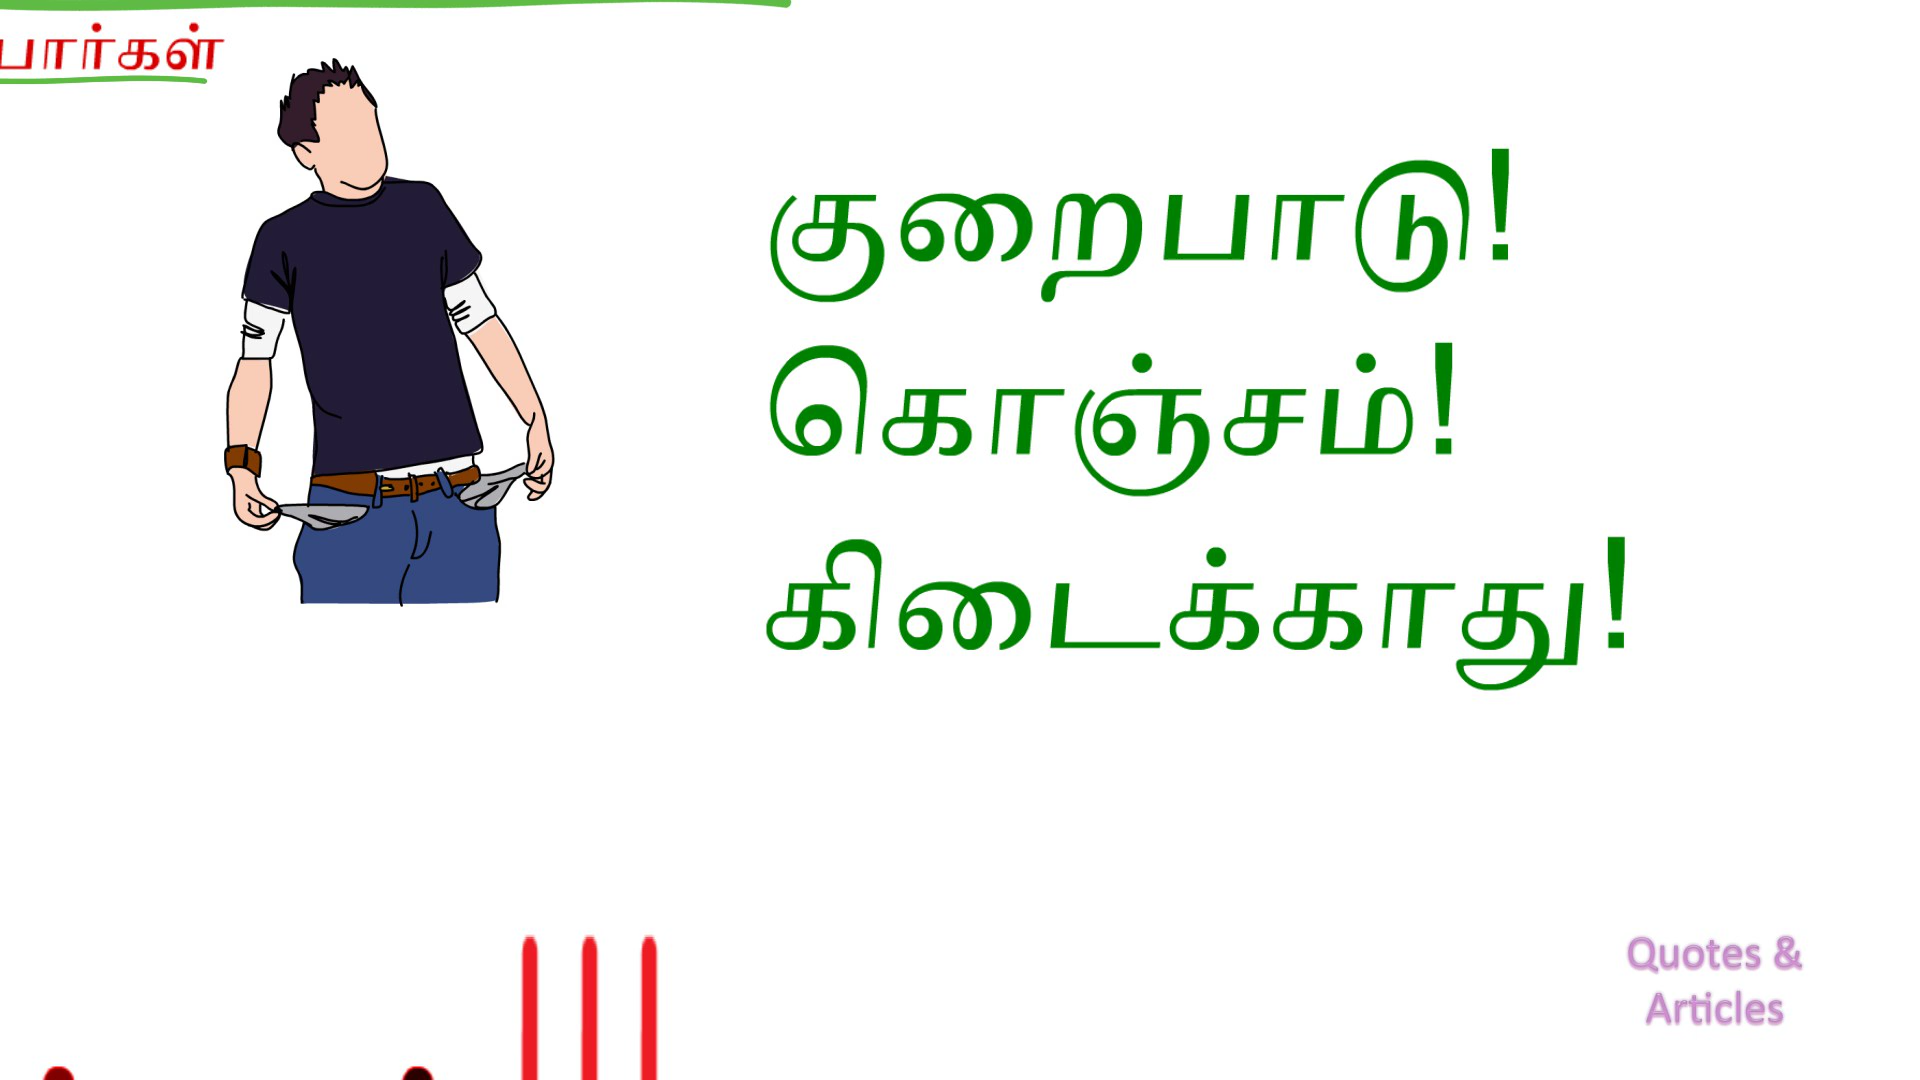 பார்கள்
குறைபாடு!
கொஞ்சம்!
கிடைக்காது!
Quotes &
Articles